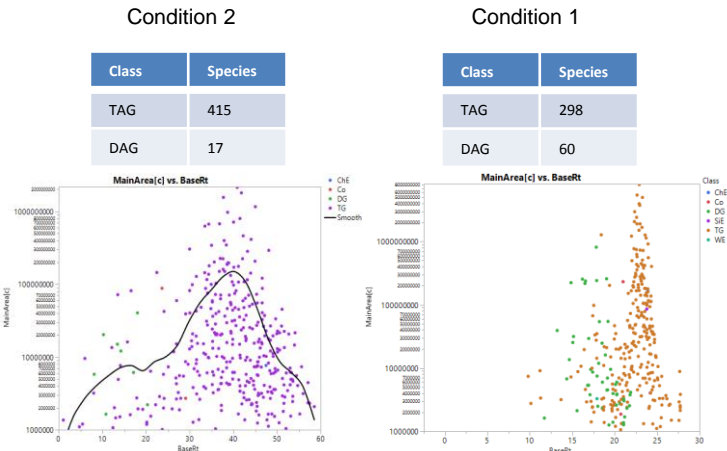 Condition 2
Condition 1
Class Species
TAG 415
DAG 17
Class Species
TAG 298
DAG 60
MainArea[c] vs. BaseRt
1000000000
100000000
10000000
1000000
MainArea[c]
0 10 20 30 40 50 60
BaseRt
ChE
Co
DG
TG
Smooth
MainArea[c] vs. BaseRt
1000000000
100000000
10000000
1000000
MainArea[c]
0 5 10 15 20 25 30
BaseRt
Class
ChE
Co
DG
SiE
TG
WE